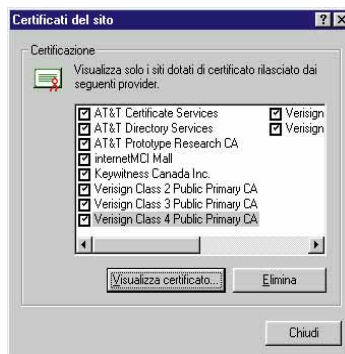 Certificati del sito
Certificazione
Visualizza solo i siti dotati di certificato rilasciato dai
seguenti provider.
AT&T Certificate Services
AT&T Directory Services
AT&T Prototype Research CA
internetMCI Mall
Keywitness Canada Inc.
Verisign Class 2 Public Primary CA
Verisign Class 3 Public Primary CA
Verisign Class 4 Public Primary CA
Verisign
Verisign
Visualizza certificato...
Elimina
Chiudi